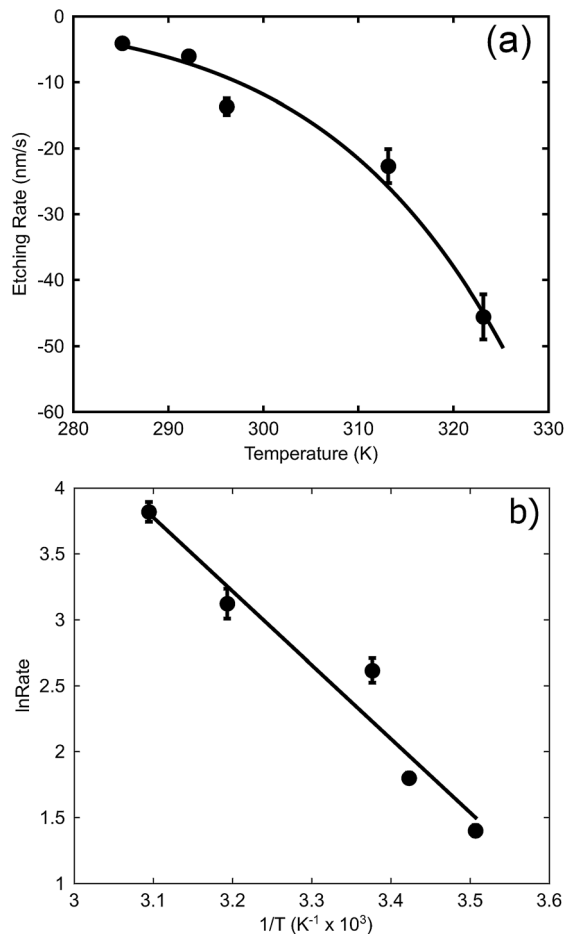 (a)
0
-10
-20
-30
-40
-50
-60
Etching Rate (nm/s)
280 290 300 310 320 330
Temperature (K)
b)
4
3.5
3
2.5
2
1.5
1
lnRate
3 3.1 3.2 3.3 3.4 3.5 3.6
1/T (K⁻¹ x 10³)